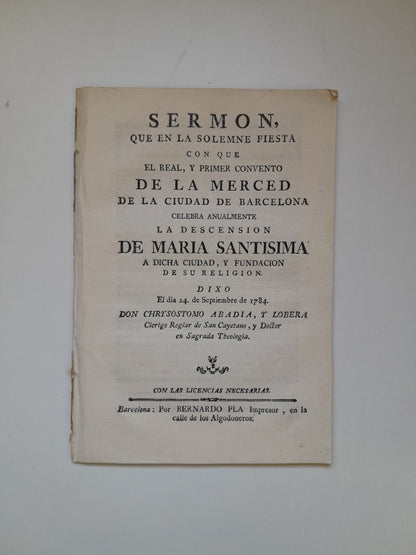 SERMON,
QUE EN LA SOLEMNE FIESTA
CON QUE
EL REAL, Y PRIMER CONVENTO
DE LA MERCED
DE LA CIUDAD DE BARCELONA
CELEBRA ANUALMENTE
LA DESCENSION
DE MARIA SANTISIMA
A DICHA CIUDAD, Y FUNDACION
DE SU RELIGION.
DIXO
El dia 24. de Septiembre de 1784.
DON CHRYSOSTOMO ABADIA, Y LOBERA
Clerigo Reglar de San Cayetano, y Doctor
en Sagrada Theologia.
CON LAS LICENCIAS NECESARIAS.
Barcelona: Por BERNARDO PLA Impresor, en la
calle de los Algodoneros.